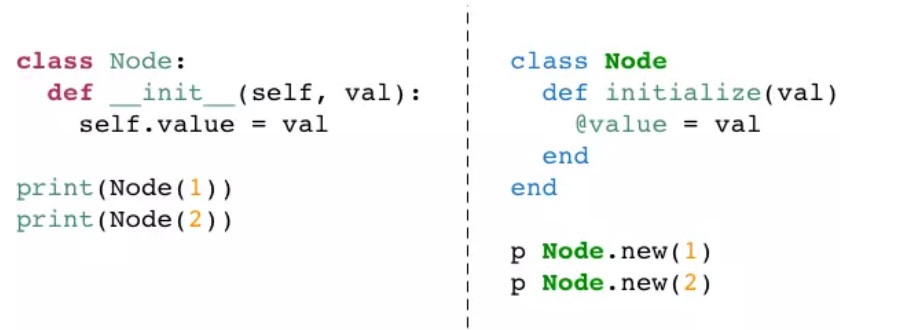 class Node:
  def __init__(self, val):
    self.value = val
print(Node(1))
print(Node(2))
class Node
  def initialize(val)
    @value = val
  end
end
p Node.new(1)
p Node.new(2)